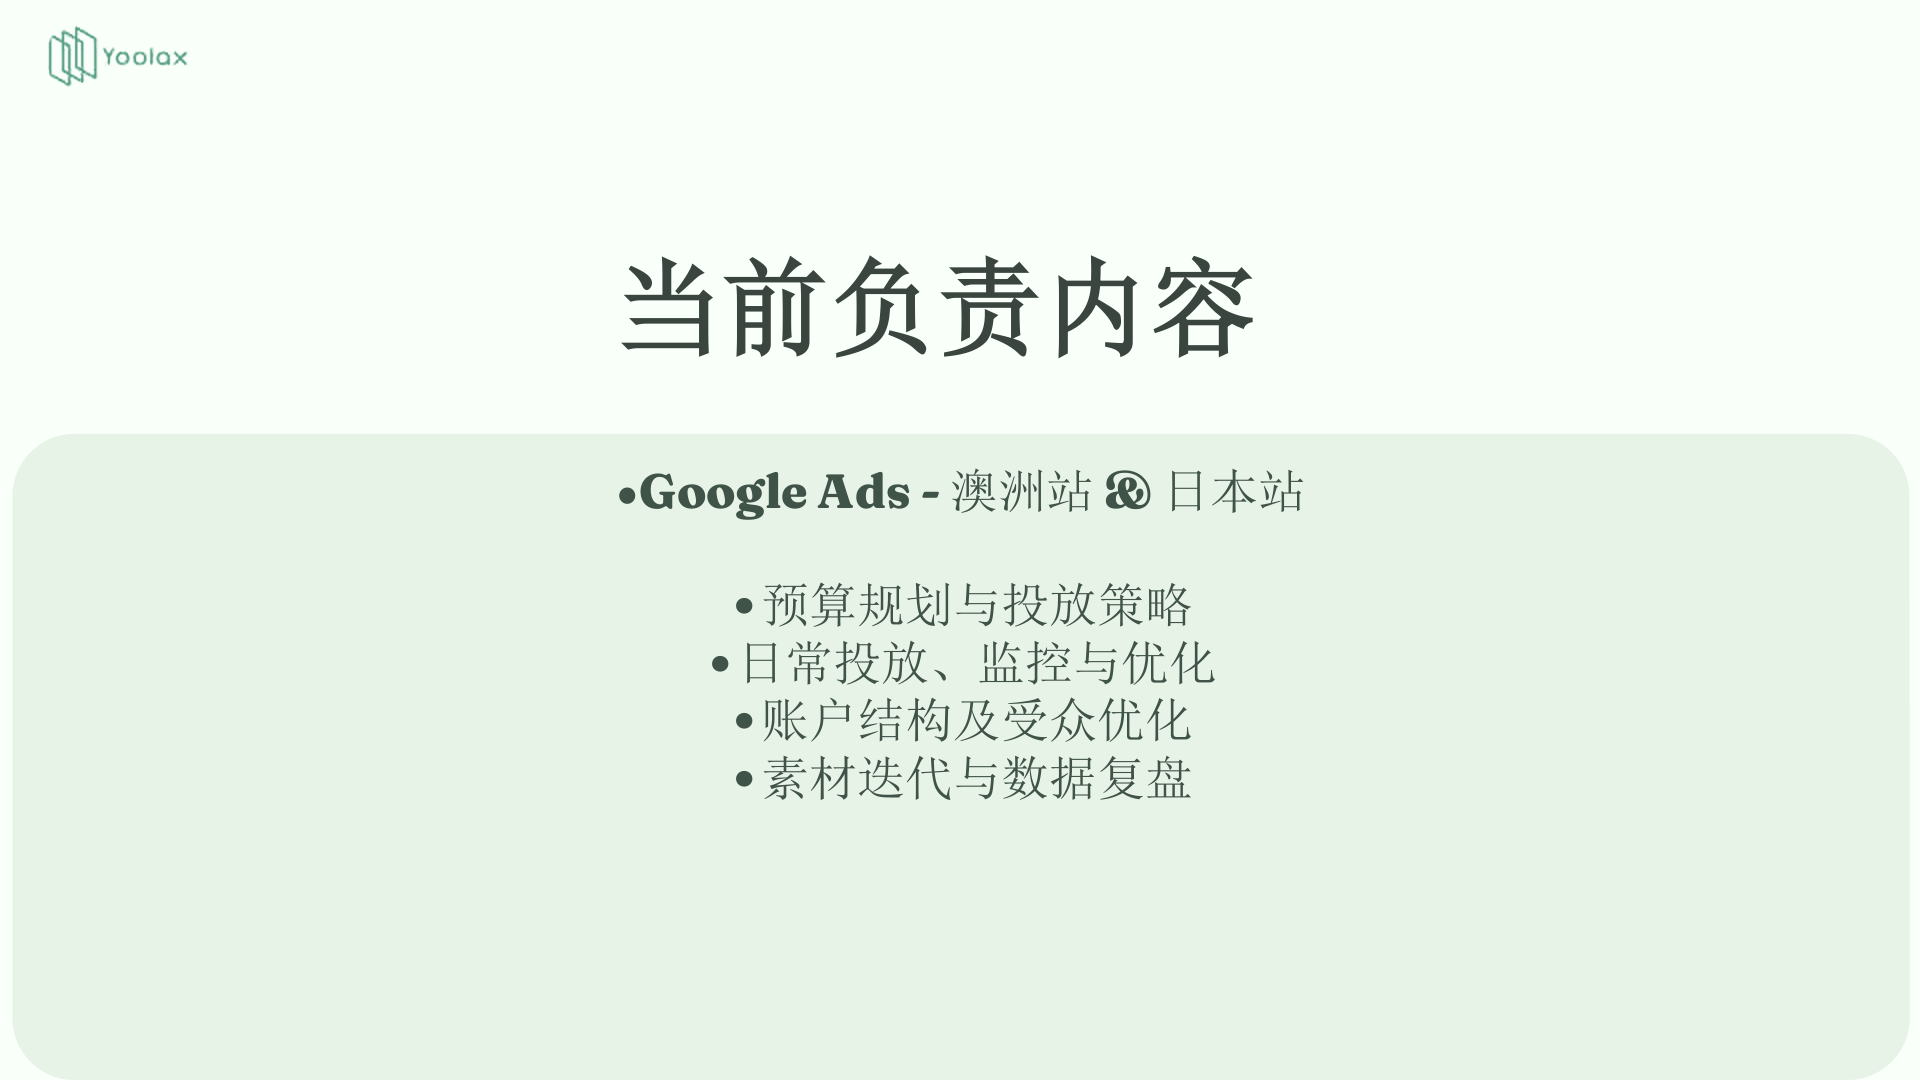 Yoolax
当前负责内容
•Google Ads - 澳洲站 & 日本站
• 预算规划与投放策略
• 日常投放、监控与优化
• 账户结构及受众优化
• 素材迭代与数据复盘